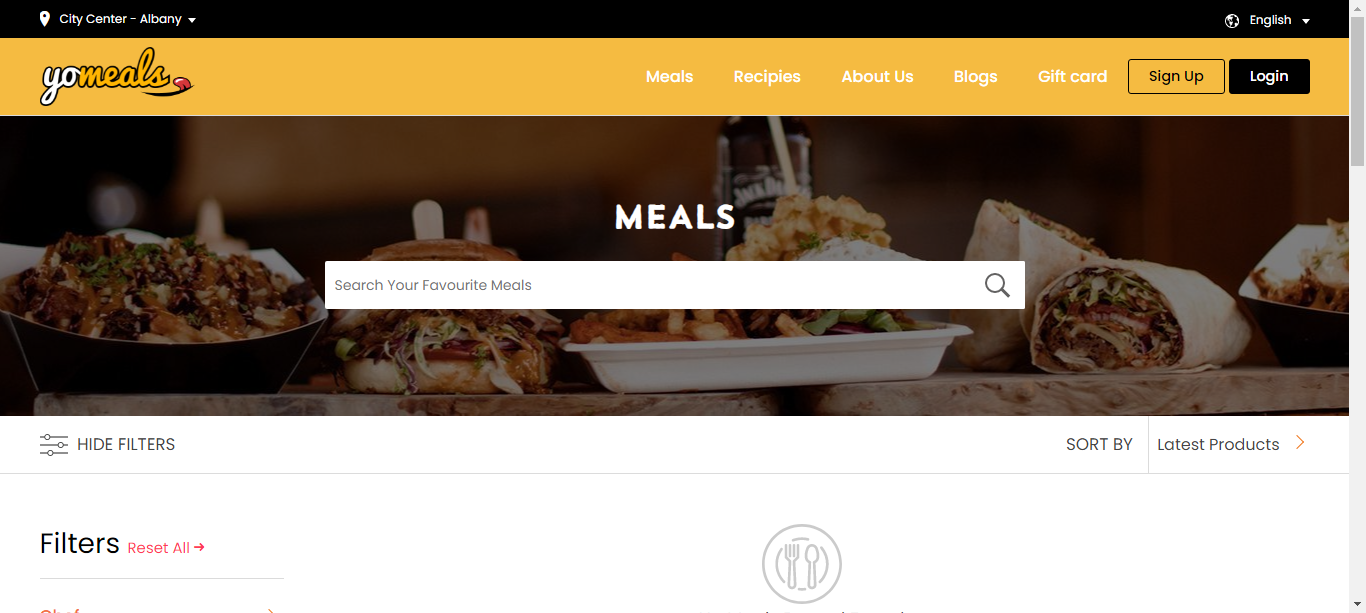 City Center - Albany
English
yomeals
Meals
Recipies
About Us
Blogs
Gift card
Sign Up
Login
MEALS
Search Your Favourite Meals
HIDE FILTERS
SORT BY
Latest Products
Filters
Reset All
Chef